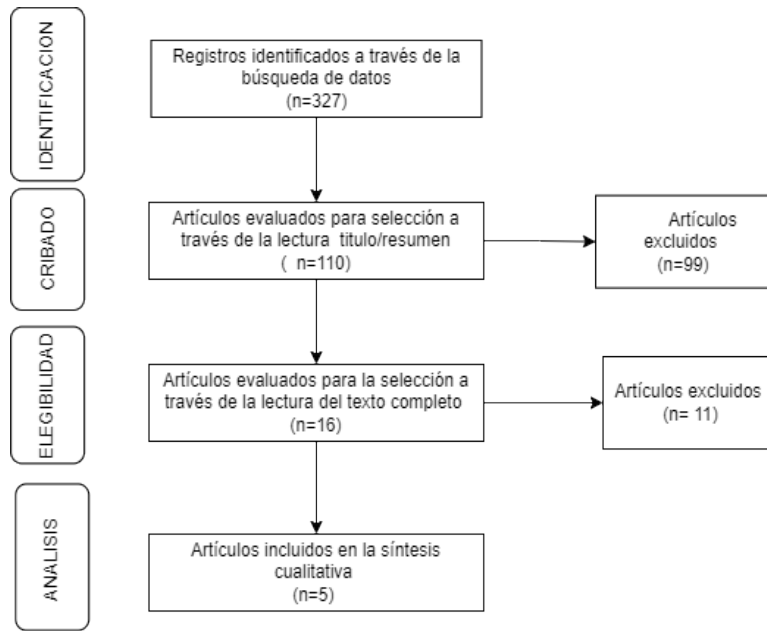 IDENTIFICACION
Registros identificados a través de la
búsqueda de datos
(n=327)
CRIBADO
Artículos evaluados para selección a
través de la lectura titulo/resumen
( n=110)
Artículos
excluidos
(n=99)
ELEGIBILIDAD
Artículos evaluados para la selección a
través de la lectura del texto completo
(n=16)
Artículos excluidos
(n= 11)
ANALISIS
Artículos incluidos en la síntesis
cualitativa
(n=5)